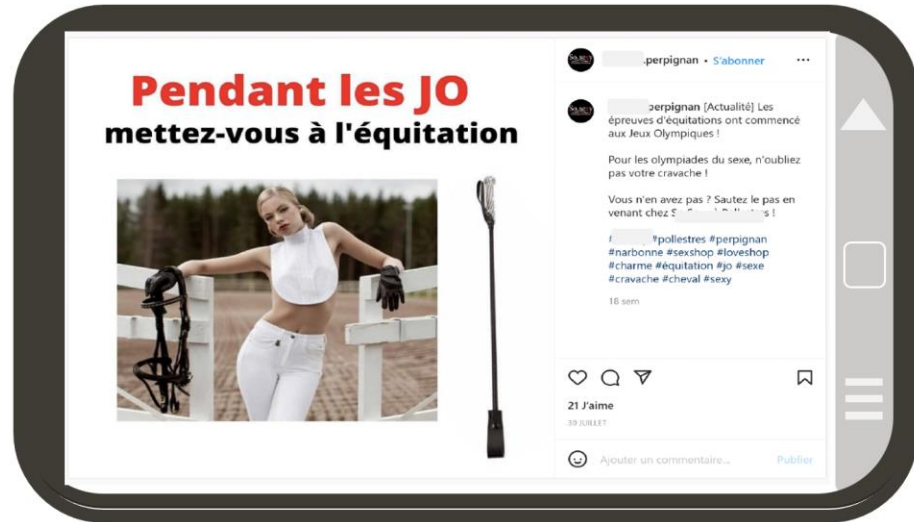 Pendant les JO
mettez-vous à l'équitation
.perpignan • S'abonner
perpignan [Actualité] Les
épreuves d'équitations ont commencé
aux Jeux Olympiques !
Pour les olympiades du sexe, n'oubliez
pas votre cravache !
Vous n'en avez pas ? Sautez le pas en
venant chez
#pollestres #perpignan
#narbonne #sexshop #loveshop
#charme #équitation #jo #sexe
#cravache #cheval #sexy
18 sem
21 J'aime
30 JUILLET
Ajouter un commentaire...
Publier